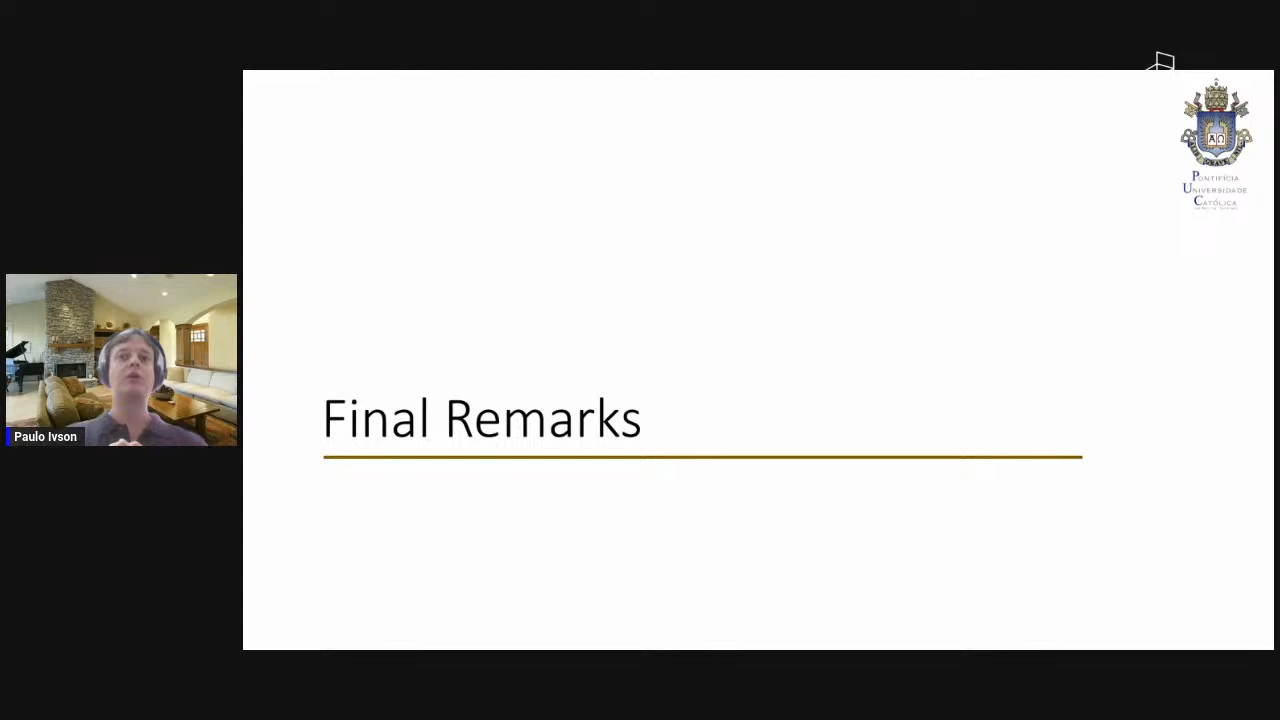 Final Remarks
Paulo Ivson
PONTIFÍCIA
UNIVERSIDADE
CATÓLICA